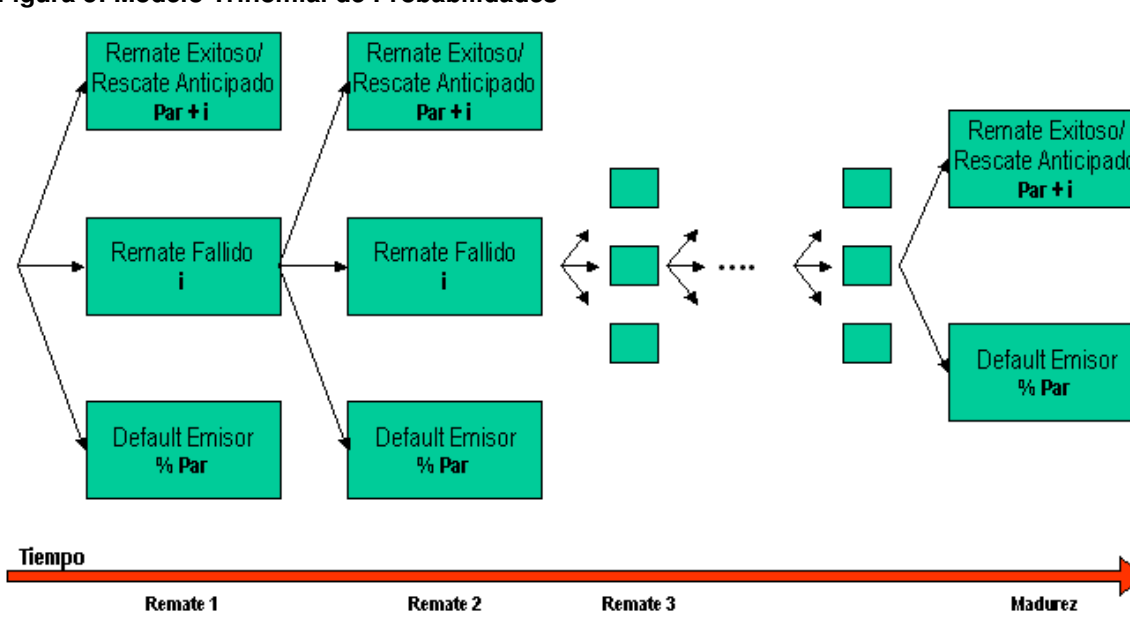 Figura 3. Modelo Trinomial de Probabilidades
Remate Exitoso/
Rescate Anticipado
Par + i
Remate Exitoso/
Rescate Anticipado
Par + i
Remate Exitoso/
Rescate Anticipado
Par + i
Remate Fallido
i
Remate Fallido
i
....
Default Emisor
% Par
Default Emisor
% Par
Default Emisor
% Par
Tiempo
Remate 1
Remate 2
Remate 3
Madurez